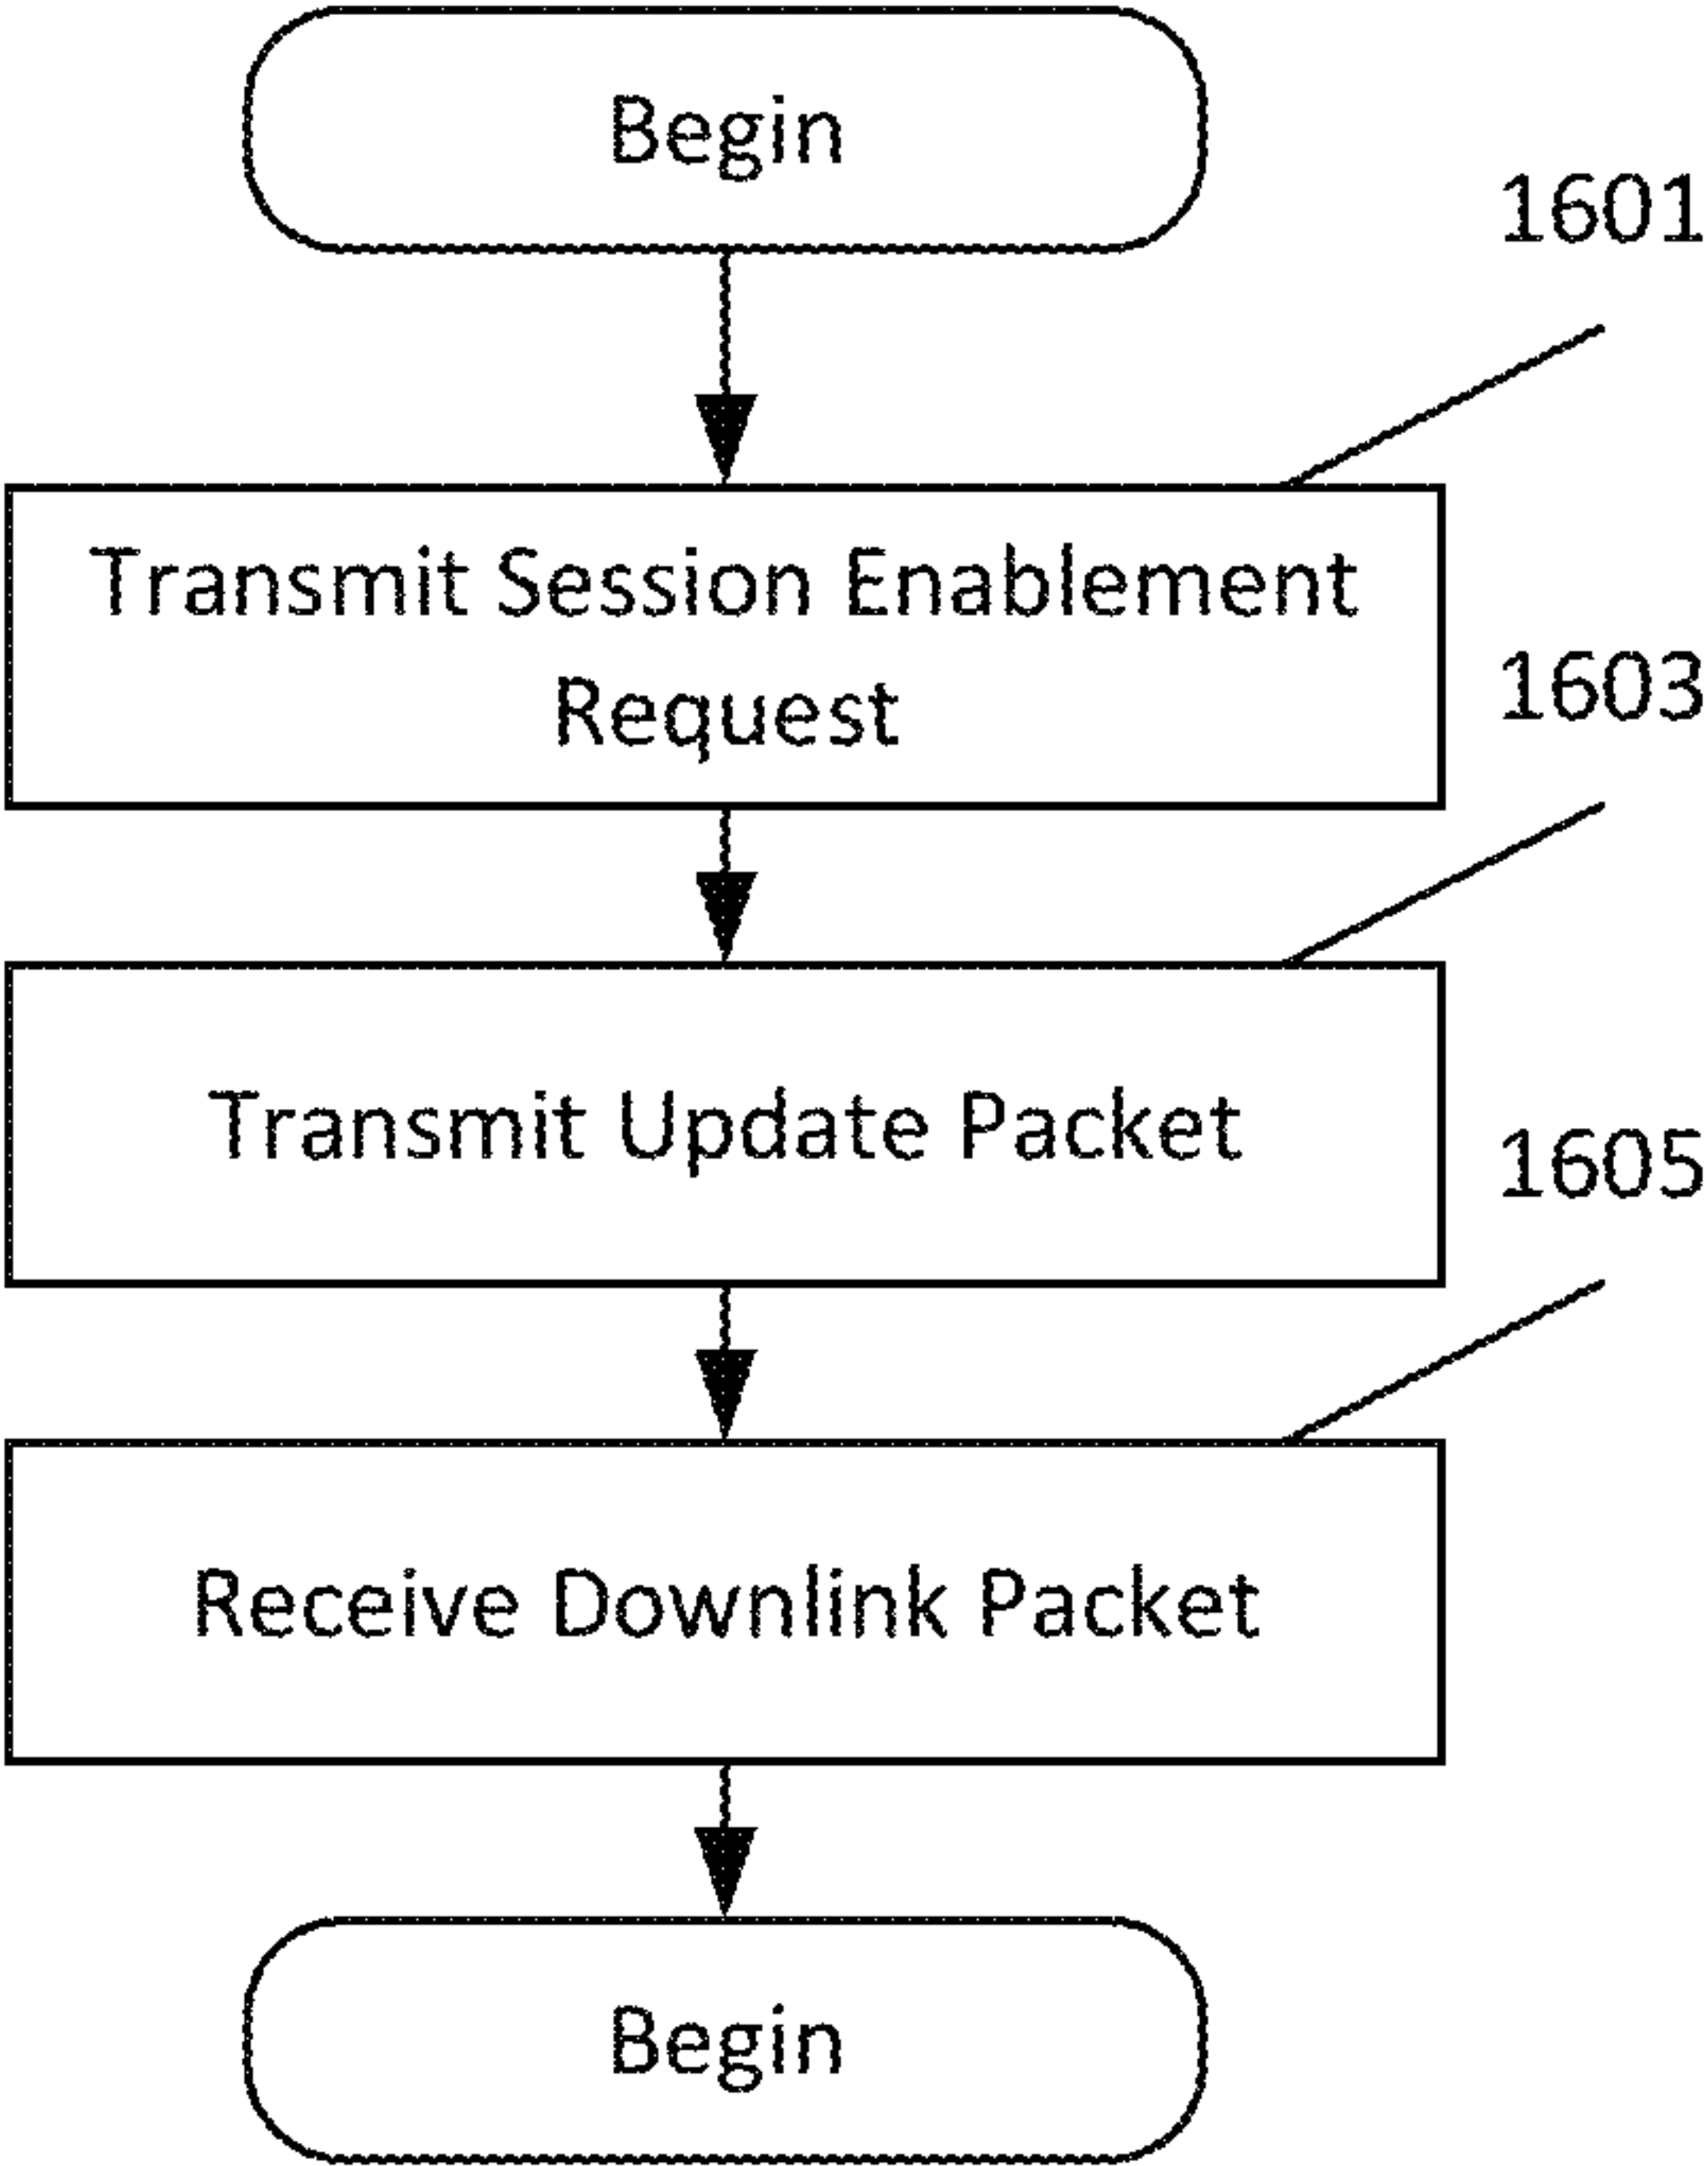 Begin
1601
Transmit Session Enablement
Request
1603
Transmit Update Packet
1605
Receive Downlink Packet
Begin